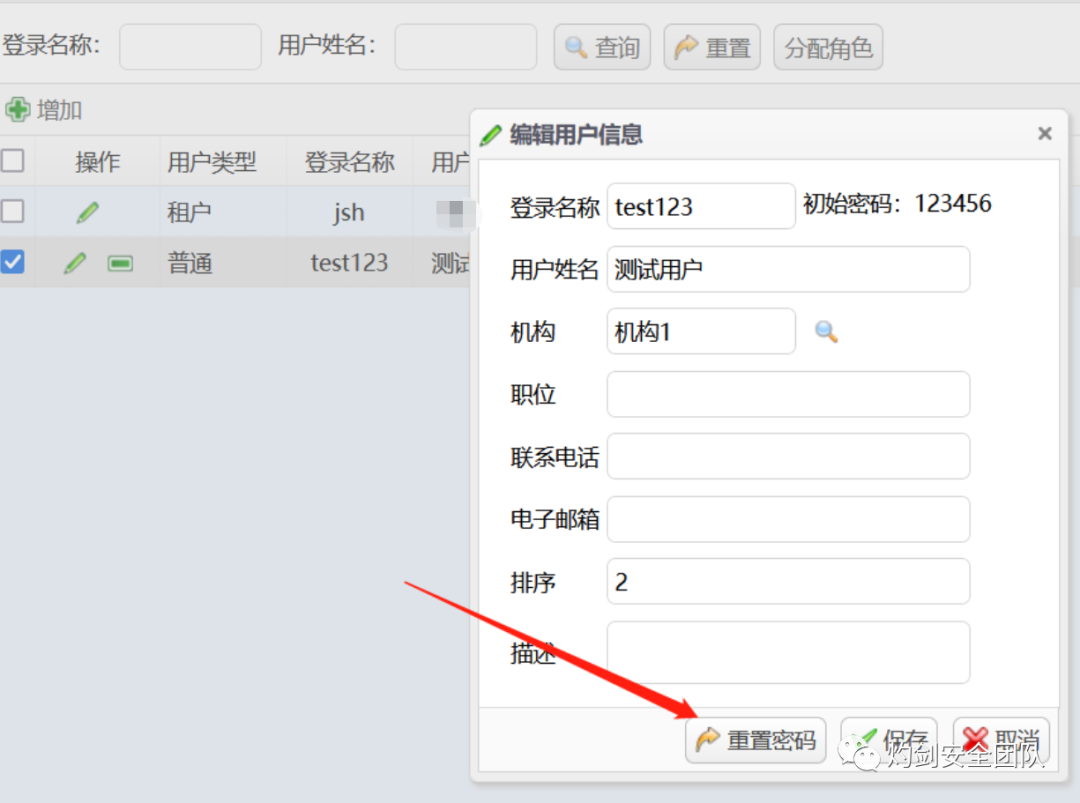 登录名称： 用户姓名： 查询 重置 分配角色
增加
操作 用户类型 登录名称 用户
租户 jsh
普通 test123 测试
编辑用户信息
登录名称 test123 初始密码：123456
用户姓名 测试用户
机构 机构1
职位
联系电话
电子邮箱
排序 2
描述
重置密码 保存 取消
灼剑安全团队